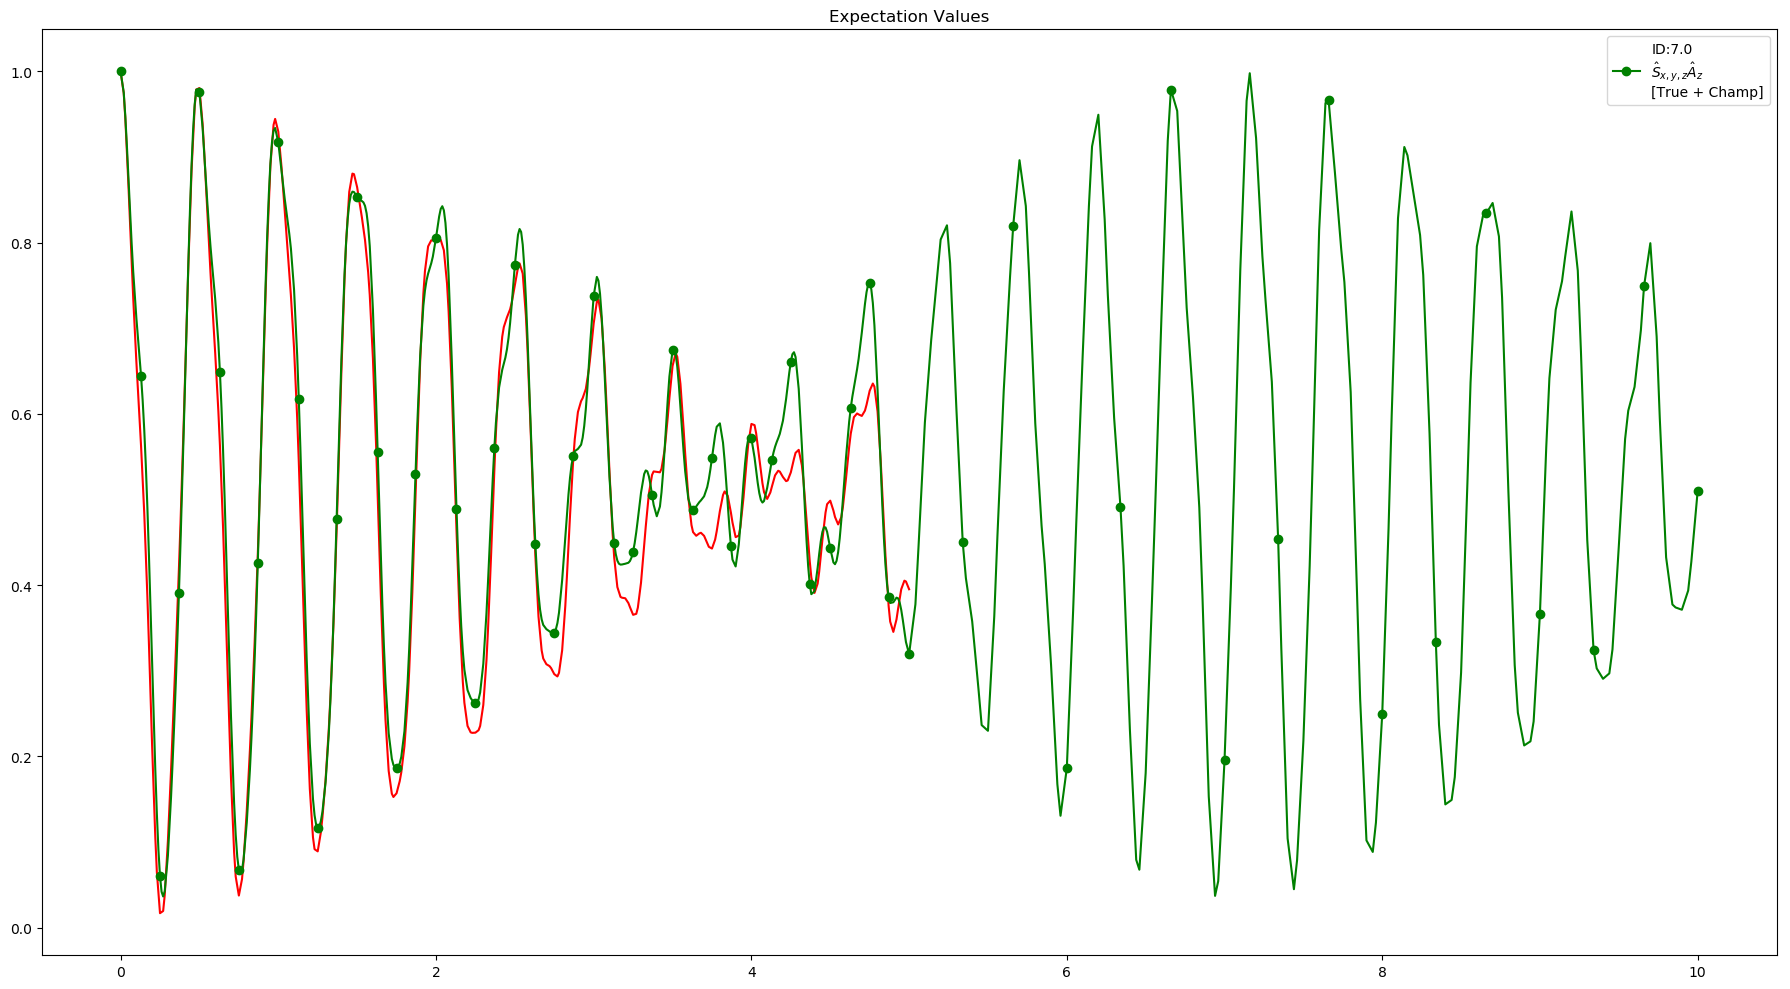 Expectation Values
ID:7.0
$\hat{S}_{x,y,z}\hat{A}_z$
[True + Champ]
1.0
0.8
0.6
0.4
0.2
0.0
0 2 4 6 8 10